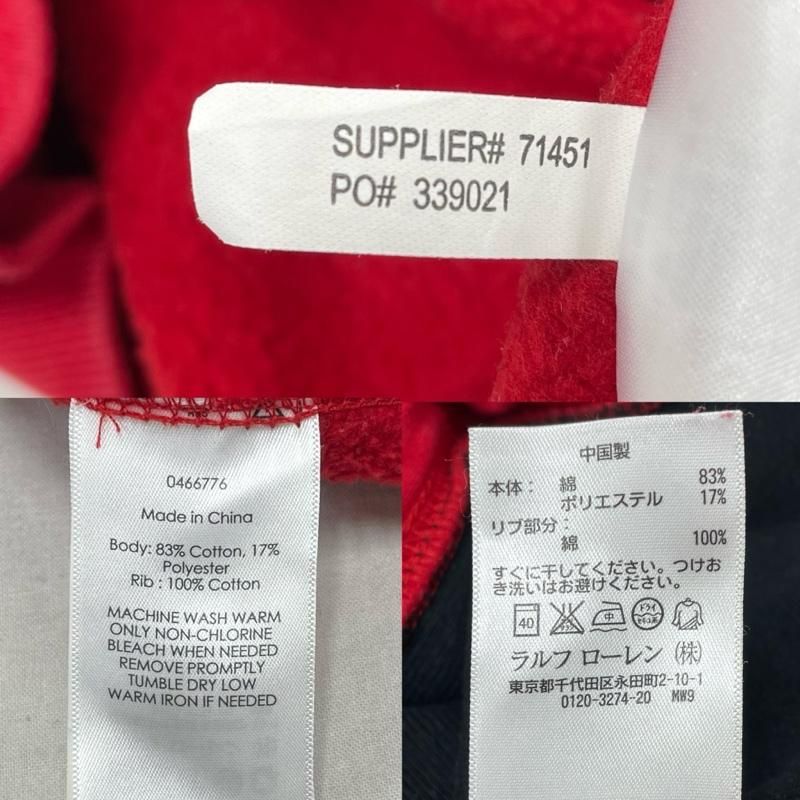 SUPPLIER# 71451
PO# 339021
0466776
Made in China
Body: 83% Cotton, 17%
Polyester
Rib : 100% Cotton
MACHINE WASH WARM
ONLY NON-CHLORINE
BLEACH WHEN NEEDED
REMOVE PROMPTLY
TUMBLE DRY LOW
WARM IRON IF NEEDED
中国製
本体： 綿 83%
ポリエステル 17%
リブ部分：
綿 100%
すぐに干してください。つけお
き洗いはお避けください。
40 中 ドライ
ラルフ ローレン (株)
東京都千代田区永田町2-10-1
0120-3274-20 MW9